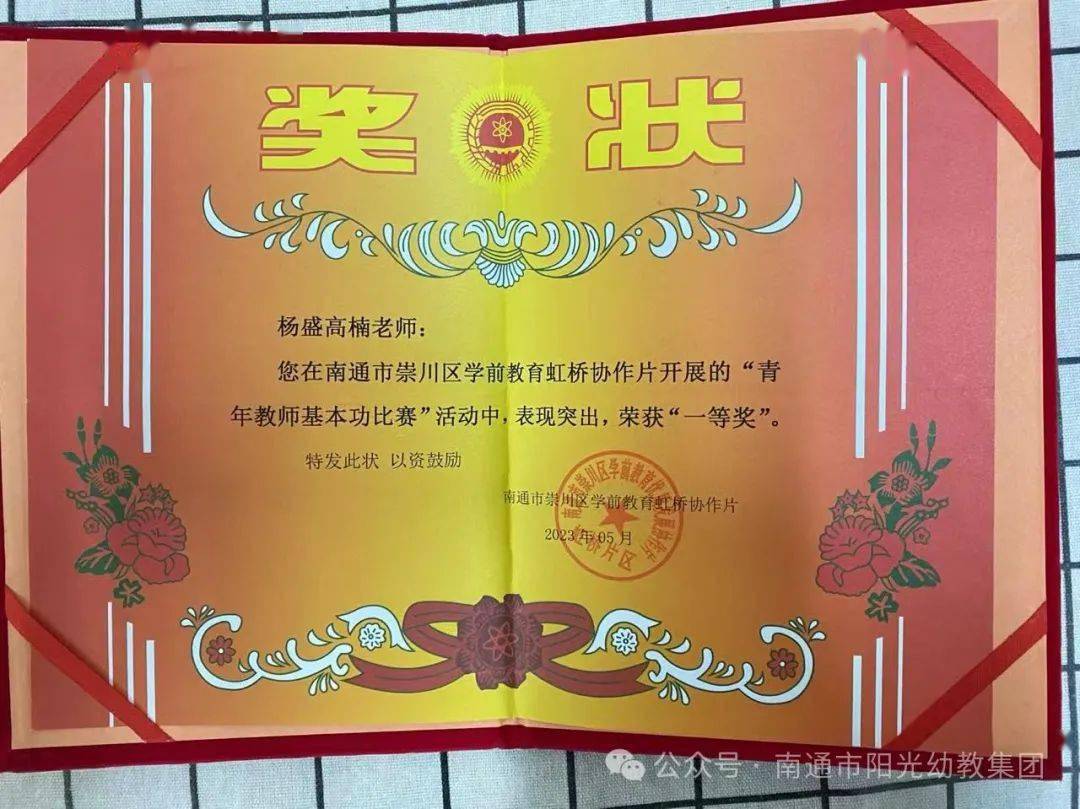 奖状
杨盛高楠老师：
您在南通市崇川区学前教育虹桥协作片开展的“青
年教师基本功比赛”活动中，表现突出，荣获“一等奖”。
特发此状 以资鼓励
南通市崇川区学前教育虹桥协作片
2023年05月
虹桥片区
公众号·南通市阳光幼教集团